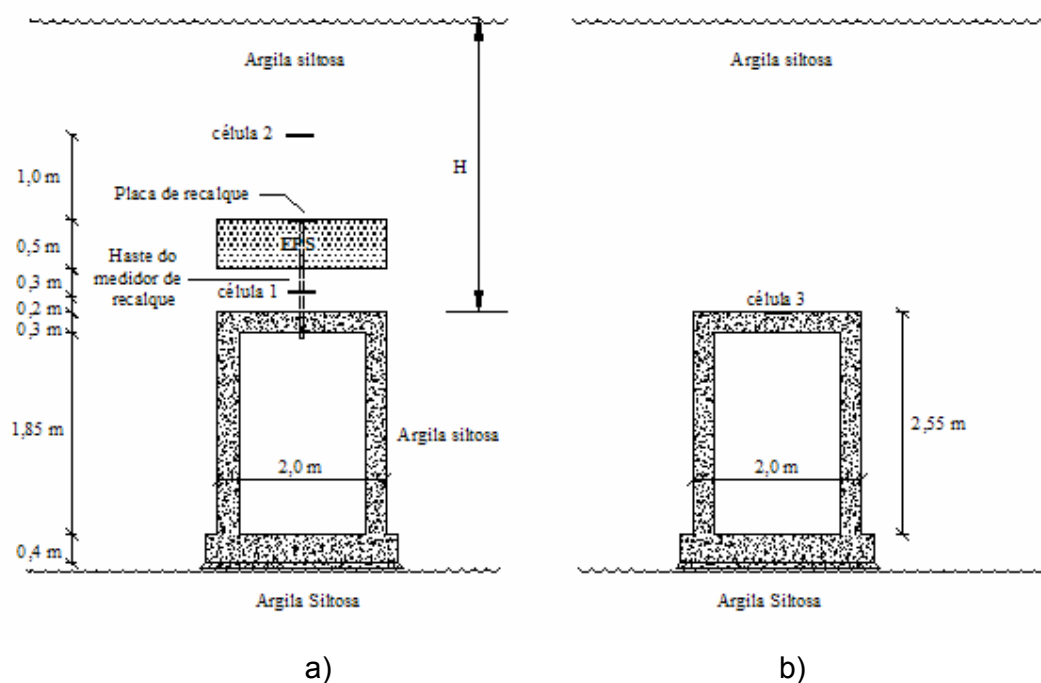 Argila siltosa
Argila siltosa
célula 2
H
1,0 m
Placa de recalque
0,5 m
EPS
Haste do
medidor de
recalque
0,3 m
célula 1
célula 3
0,2 m
0,3 m
1,85 m
Argila siltosa
2,55 m
2,0 m
2,0 m
0,4 m
Argila Siltosa
Argila Siltosa
a)
b)